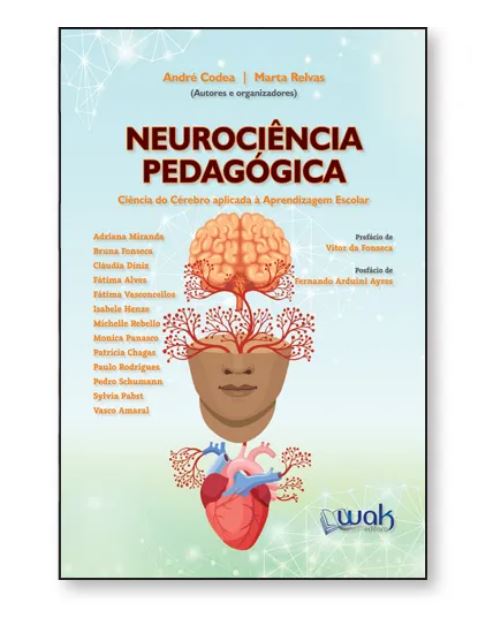 André Codea | Marta Relvas
(Autores e organizadores)
NEUROCIÊNCIA
PEDAGÓGICA
Ciência do Cérebro aplicada à Aprendizagem Escolar
Adriana Miranda
Bruna Fonseca
Cláudia Diniz
Fátima Alves
Fátima Vasconcellos
Isabele Henze
Michelle Rebello
Monica Panasco
Patrícia Chagas
Paulo Rodrigues
Pedro Schumann
Sylvia Pabst
Vasco Amaral
Prefácio de
Vitor da Fonseca
Posfácio de
Fernando Arduini Ayres
wak
editora